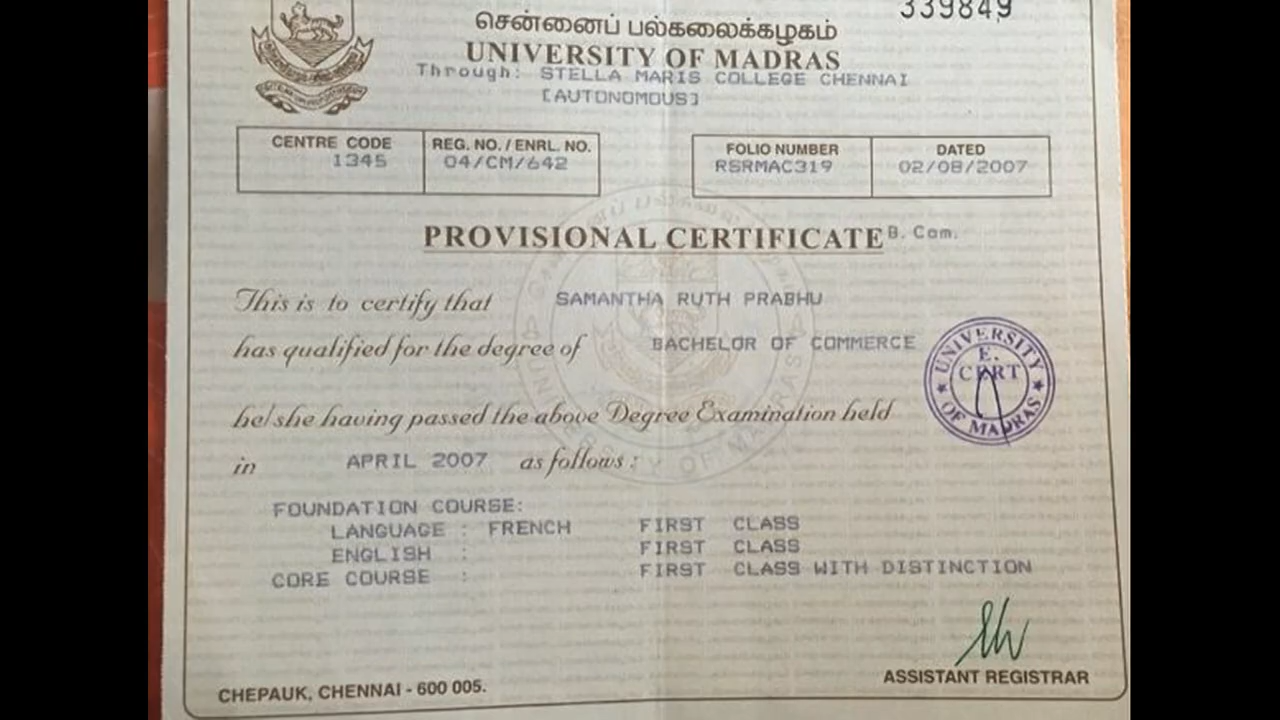 339849
சென்னைப் பல்கலைக்கழகம்
UNIVERSITY OF MADRAS
Through: STELLA MARIS COLLEGE CHENNAI
[AUTONOMOUS]
CENTRE CODE REG. NO. / ENRL. NO. FOLIO NUMBER DATED
1345 04/CM/642 RSRMAC319 02/08/2007
PROVISIONAL CERTIFICATE B. Com.
This is to certify that SAMANTHA RUTH PRABHU
has qualified for the degree of BACHELOR OF COMMERCE
UNIVERSITY OF MADRAS
E.
CERT
he/she having passed the above Degree Examination held
in APRIL 2007 as follows:
UNIVERSITY OF MADRAS
FOUNDATION COURSE:
LANGUAGE : FRENCH FIRST CLASS
ENGLISH : FIRST CLASS
CORE COURSE : FIRST CLASS WITH DISTINCTION
CHEPAUK, CHENNAI - 600 005.
ASSISTANT REGISTRAR